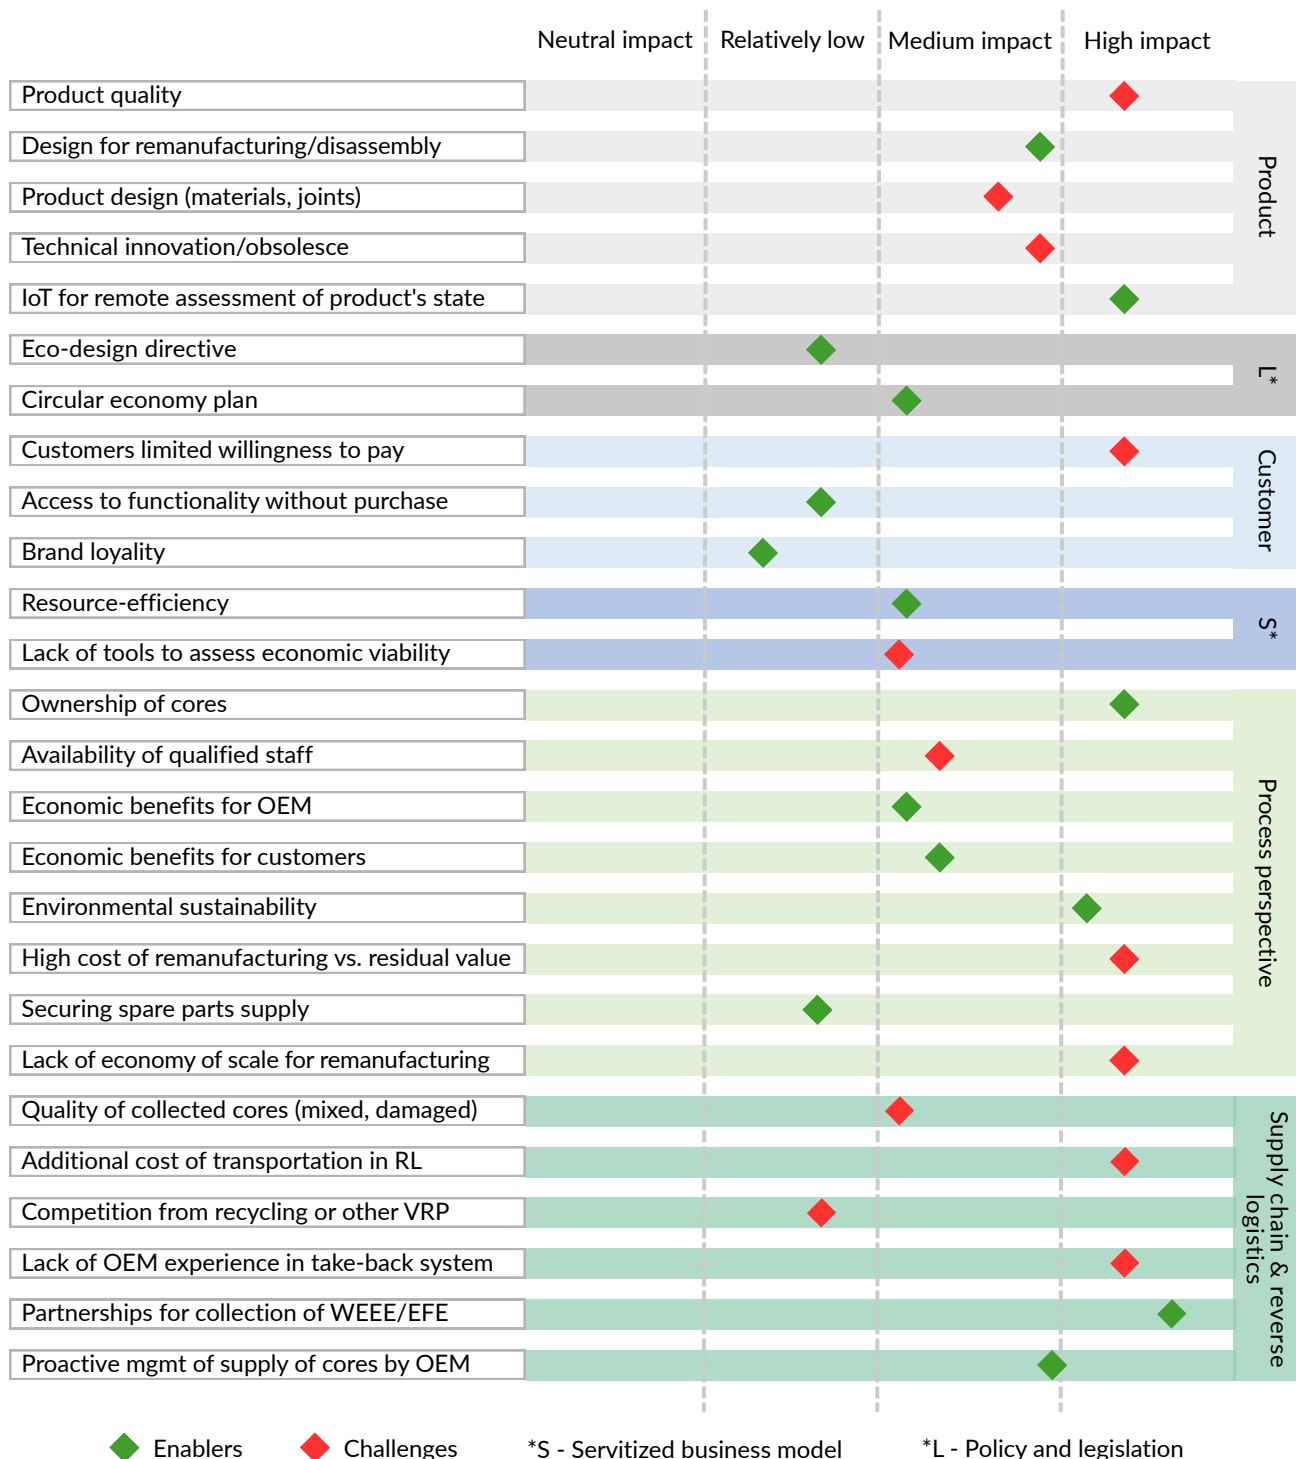 Neutral impact Relatively low Medium impact High impact
Product quality
Design for remanufacturing/disassembly
Product design (materials, joints)
Technical innovation/obsolesce
IoT for remote assessment of product's state
Product
Eco-design directive
Circular economy plan
L*
Customers limited willingness to pay
Access to functionality without purchase
Brand loyality
Customer
Resource-efficiency
Lack of tools to assess economic viability
S*
Ownership of cores
Availability of qualified staff
Economic benefits for OEM
Economic benefits for customers
Environmental sustainability
High cost of remanufacturing vs. residual value
Securing spare parts supply
Lack of economy of scale for remanufacturing
Process perspective
Quality of collected cores (mixed, damaged)
Additional cost of transportation in RL
Competition from recycling or other VRP
Lack of OEM experience in take-back system
Partnerships for collection of WEEE/EFE
Proactive mgmt of supply of cores by OEM
Supply chain & reverse
logistics
Enablers Challenges *S - Servitized business model *L - Policy and legislation